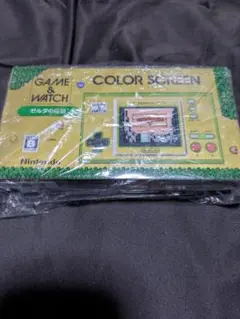 GAME
&
WATCH
ゼルダの伝説
COLOR SCREEN
Nintendo